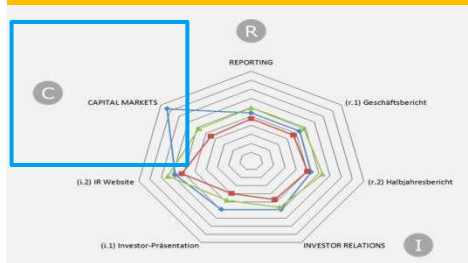 R
REPORTING
C
CAPITAL MARKETS
(r.1) Geschäftsbericht
(i.2) IR Website
(r.2) Halbjahresbericht
(i.1) Investor-Präsentation
INVESTOR RELATIONS
I